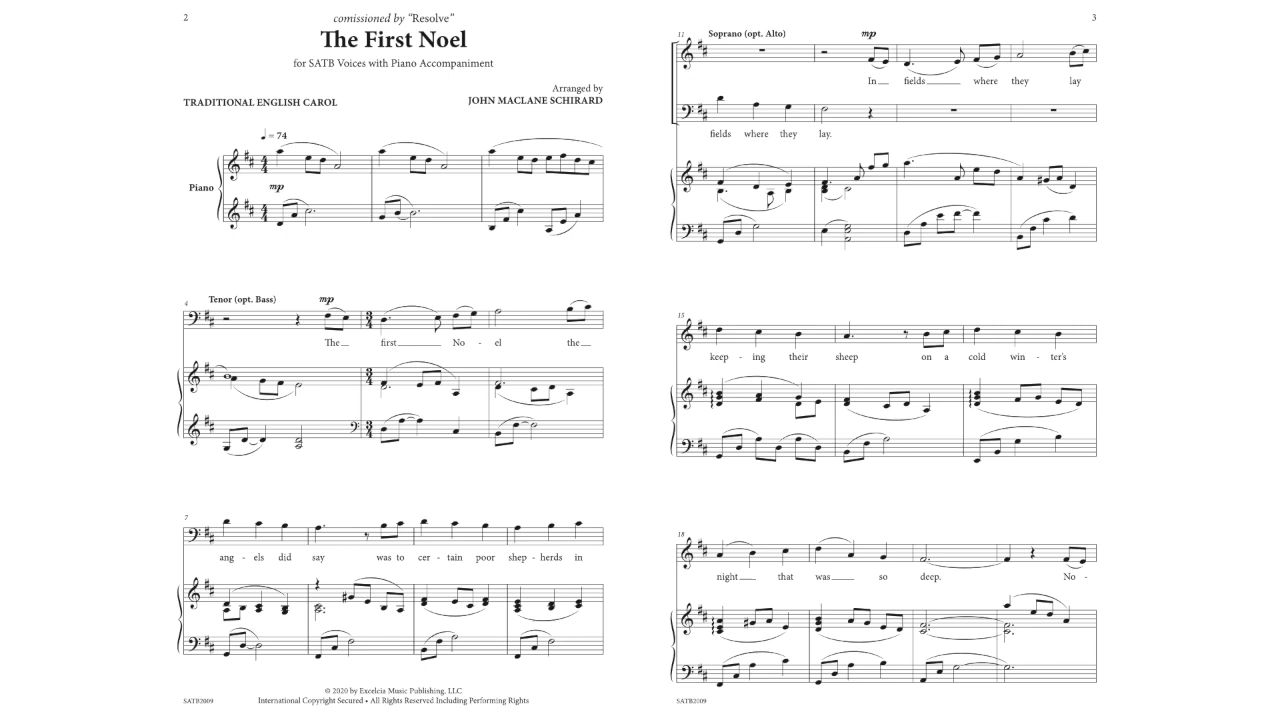 2
comissioned by “Resolve”
The First Noel
for SATB Voices with Piano Accompaniment
Arranged by
TRADITIONAL ENGLISH CAROL
JOHN MACLANE SCHIRARD
= 74
Piano
mp
4
Tenor (opt. Bass)
mp
The first No - el the
7
ang - els did say was to cer - tain poor shep - herds in
© 2020 by Excelcia Music Publishing, LLC
SATB2009
International Copyright Secured • All Rights Reserved Including Performing Rights
3
11
Soprano (opt. Alto)
mp
In fields where they lay
fields where they lay.
15
keep - ing their sheep on a cold win - ter's
18
night that was so deep. No -
SATB2009